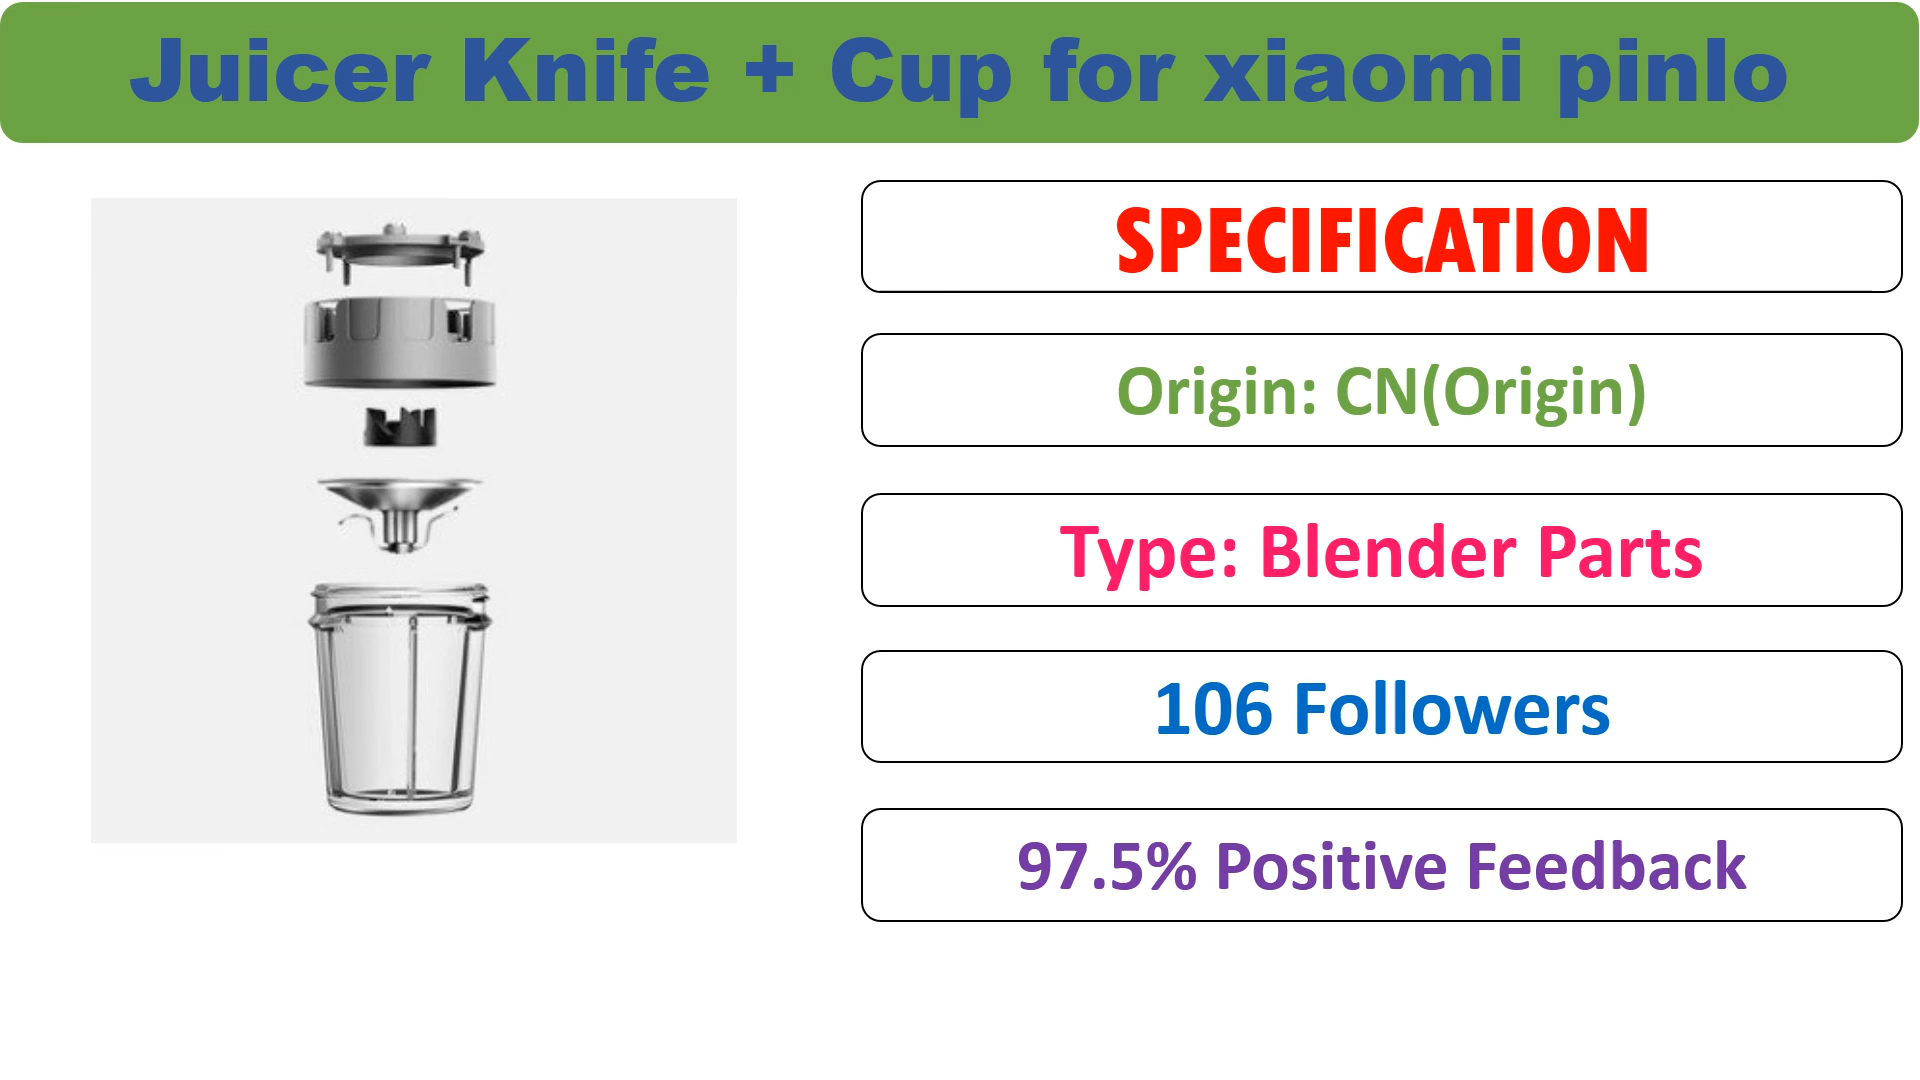 Juicer Knife + Cup for xiaomi pinlo
SPECIFICATION
Origin: CN(Origin)
Type: Blender Parts
106 Followers
97.5% Positive Feedback